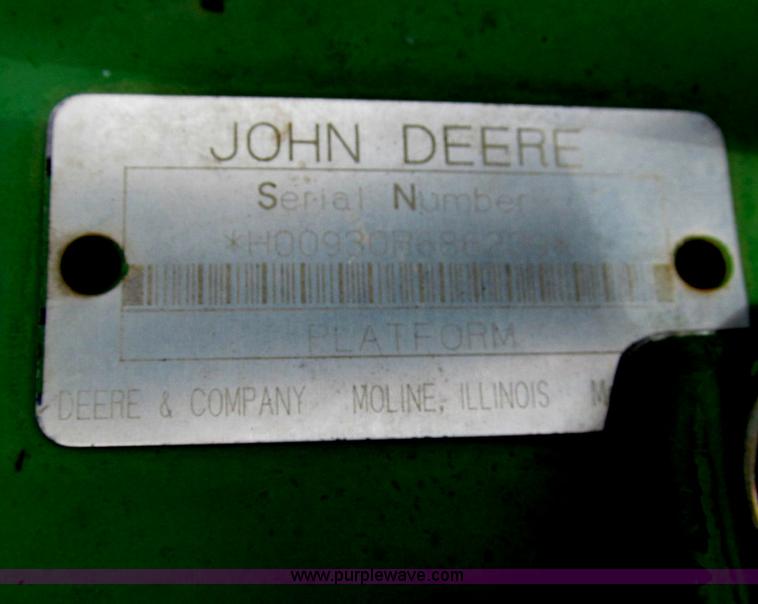 JOHN DEERE
Serial Number
PLATFORM
DEERE & COMPANY MOLINE, ILLINOIS
www.purplewave.com